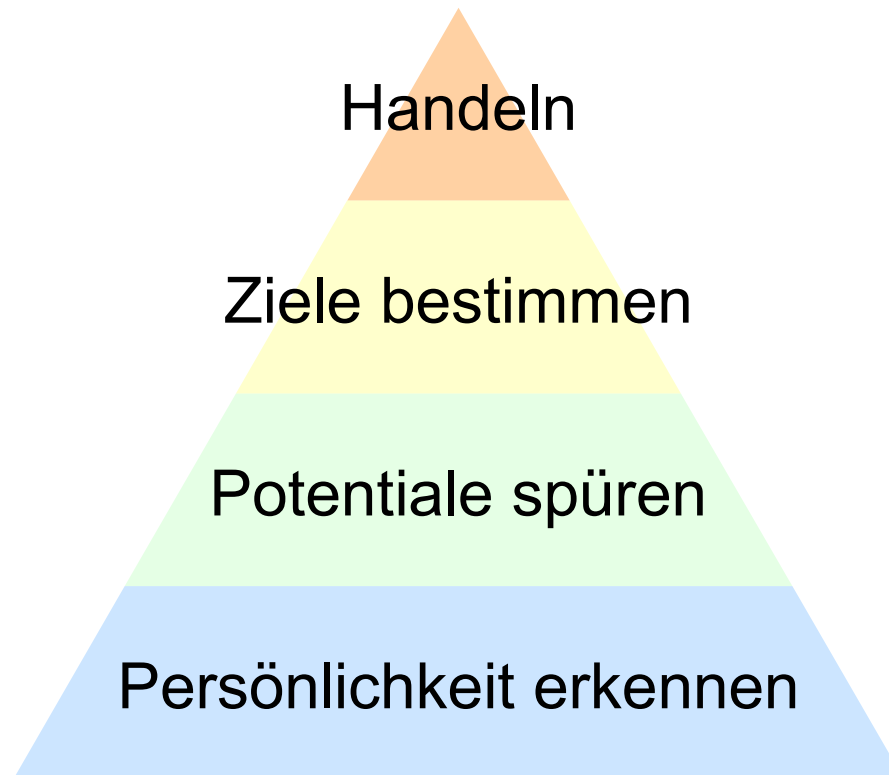 Handeln
Ziele bestimmen
Potentiale spüren
Persönlichkeit erkennen